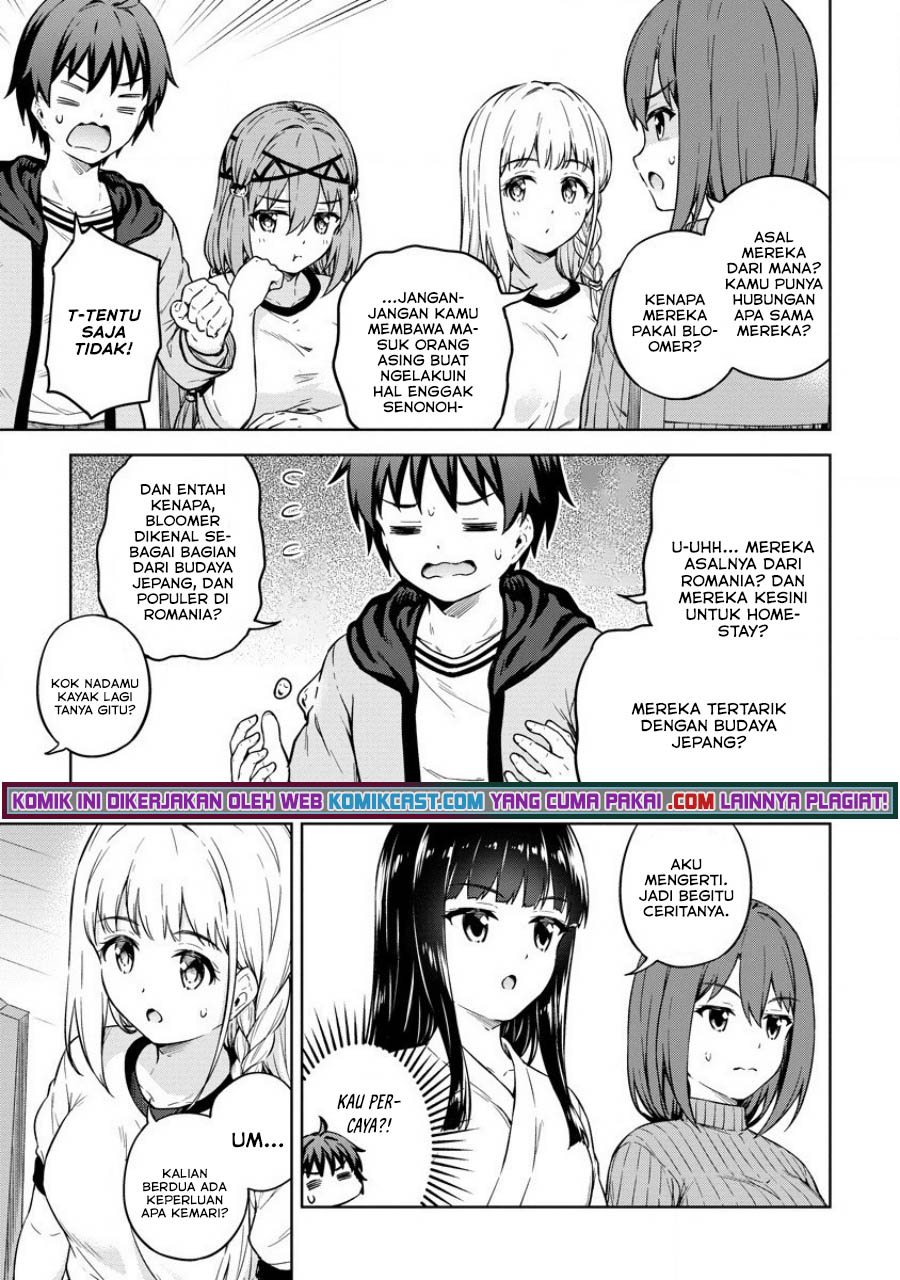 ASAL
MEREKA
DARI MANA?
KAMU PUNYA
HUBUNGAN
APA SAMA
MEREKA?
KENAPA
MEREKA
PAKAI BLO-
OMER?
...JANGAN-
JANGAN KAMU
MEMBAWA MA-
SUK ORANG
ASING BUAT
NGELAKUIN
HAL ENGGAK
SENONOH-
T-TENTU
SAJA
TIDAK!
U-UHH... MEREKA
ASALNYA DARI
ROMANIA? DAN
MEREKA KESINI
UNTUK HOME-
STAY?
MEREKA TERTARIK
DENGAN BUDAYA
JEPANG?
DAN ENTAH
KENAPA,
BLOOMER
DIKENAL SE-
BAGAI BAGIAN
DARI BUDAYA
JEPANG, DAN
POPULER DI
ROMANIA?
KOK NADAMU
KAYAK LAGI
TANYA GITU?
KOMIK INI DIKERJAKAN OLEH WEB KOMIKCAST.COM YANG CUMA PAKAI .COM LAINNYA PLAGIAT!
AKU
MENGERTI.
JADI BEGITU
CERITANYA.
KAU PER-
CAYA?!
UM...
KALIAN
BERDUA ADA
KEPERLUAN
APA KEMARI?